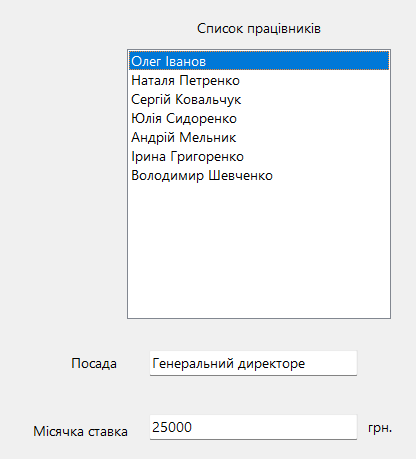 Список працівників
Олег Іванов
Наталя Петренко
Сергій Ковальчук
Юлія Сидоренко
Андрій Мельник
Ірина Григоренко
Володимир Шевченко
Посада Генеральний директоре
Місячка ставка 25000 грн.